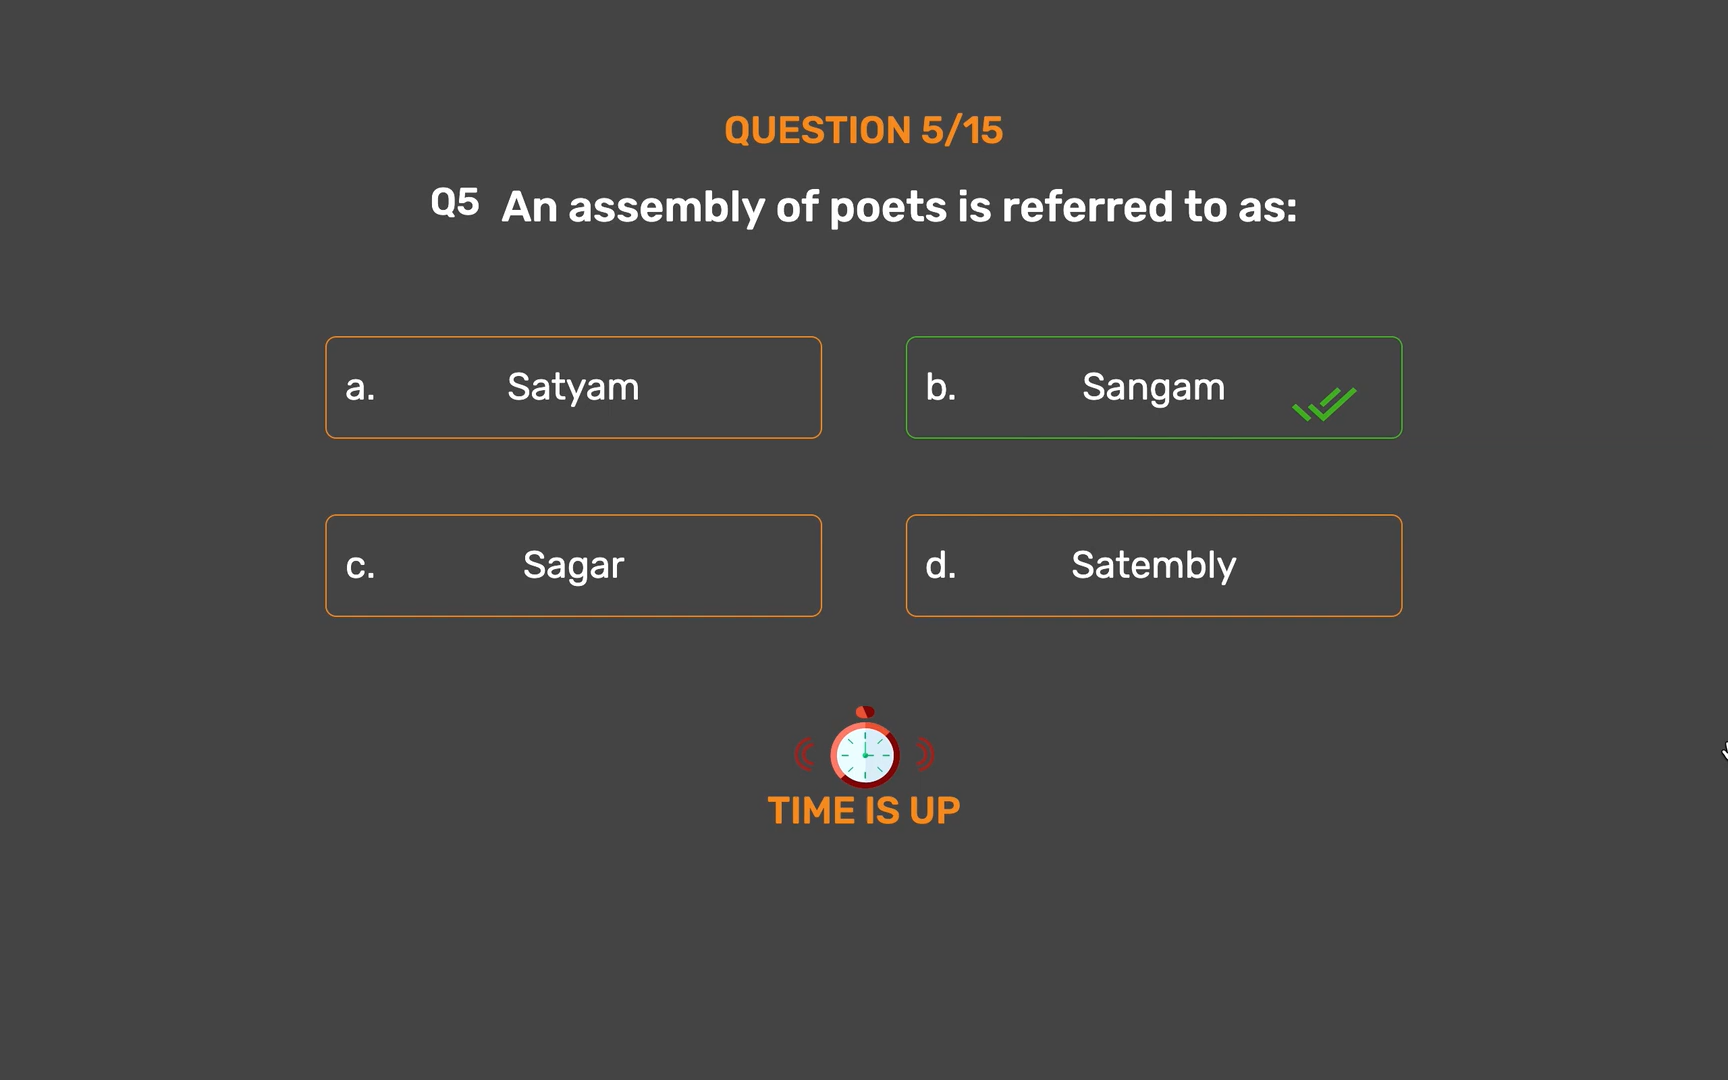 QUESTION 5/15
Q5 An assembly of poets is referred to as:
a. Satyam
b. Sangam
c. Sagar
d. Satembly
TIME IS UP